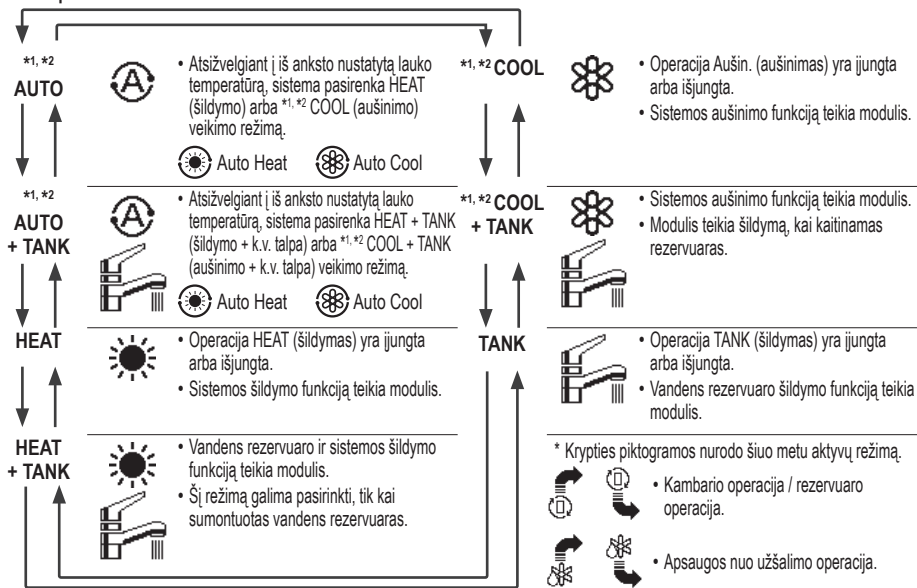 *1, *2
AUTO
• Atsižvelgiant į iš anksto nustatytą lauko
temperatūrą, sistema pasirenka HEAT
(šildymo) arba *1, *2 COOL (aušinimo)
veikimo režimą.
Auto Heat Auto Cool
*1, *2
AUTO
+ TANK
• Atsižvelgiant į iš anksto nustatytą lauko
temperatūrą, sistema pasirenka HEAT + TANK
(šildymo + k.v. talpa) arba *1, *2 COOL + TANK
(aušinimo + k.v. talpa) veikimo režimą.
Auto Heat Auto Cool
HEAT
• Operacija HEAT (šildymas) yra įjungta
arba išjungta.
• Sistemos šildymo funkciją teikia modulis.
HEAT
+ TANK
• Vandens rezervuaro ir sistemos šildymo
funkciją teikia modulis.
• Šį režimą galima pasirinkti, tik kai
sumontuotas vandens rezervuaras.
*1, *2 COOL
• Operacija Aušin. (aušinimas) yra įjungta
arba išjungta.
• Sistemos aušinimo funkciją teikia modulis.
*1, *2 COOL
+ TANK
• Sistemos aušinimo funkciją teikia modulis.
• Modulis teikia šildymą, kai kaitinamas
rezervuaras.
TANK
• Operacija TANK (šildymas) yra įjungta
arba išjungta.
• Vandens rezervuaro šildymo funkciją teikia
modulis.
* Krypties piktogramos nurodo šiuo metu aktyvų režimą.
• Kambario operacija / rezervuaro
operacija.
• Apsaugos nuo užšalimo operacija.